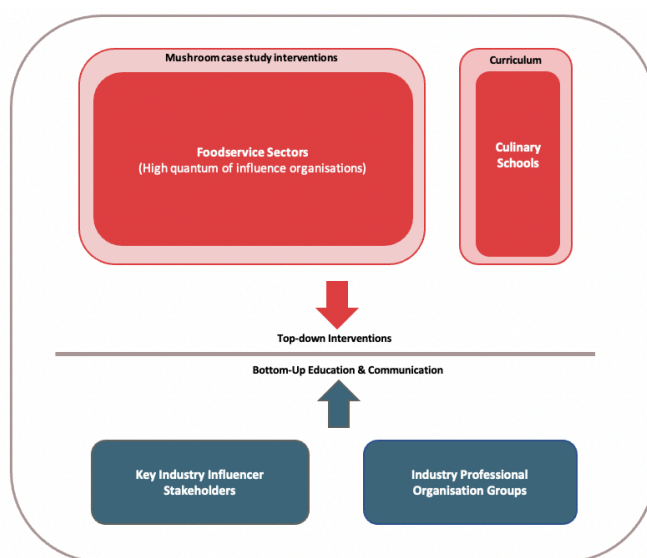 Mushroom case study interventions
Curriculum
Foodservice Sectors
(High quantum of influence organisations)
Culinary
Schools
Top-down Interventions
Bottom-Up Education & Communication
Key Industry Influencer
Stakeholders
Industry Professional
Organisation Groups